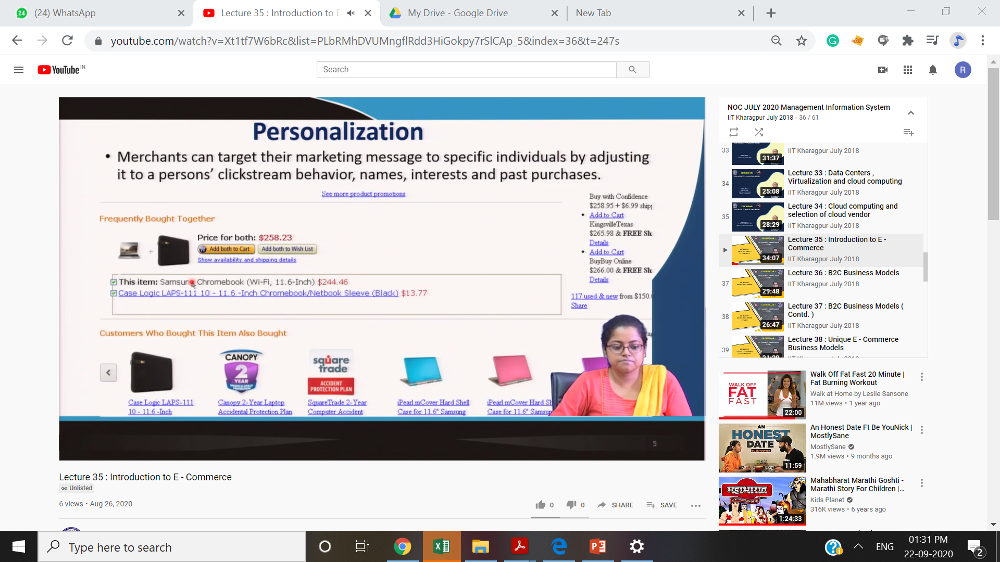 24
(24) WhatsApp
Lecture 35 : Introduction to E
My Drive - Google Drive
New Tab
youtube.com/watch?v=Xt1tf7W6bRc&list=PLbRMhDVUMngflRdd3HiGokpy7rSlCAp_5&index=36&t=247s
YouTube IN
Search
R
Personalization
• Merchants can target their marketing message to specific individuals by adjusting
it to a persons’ clickstream behavior, names, interests and past purchases.
See more product promotions
Frequently Bought Together
Price for both: $258.23
Add both to Cart
Add both to Wish List
Show availability and shipping details
This item: Samsung Chromebook (Wi-Fi, 11.6-Inch) $244.46
Case Logic LAPS-111 10 - 11.6 -Inch Chromebook/Netbook Sleeve (Black) $13.77
Buy with Confidence
$258.95 + $6.99 shipp
• Add to Cart
KingsvilleTexas
$265.98 & FREE Sh
Details
• Add to Cart
BuyBuy Online
$266.00 & FREE Sh
Details
117 used & new from $150.
Share
Customers Who Bought This Item Also Bought
CANOPY
2
YEAR
square
trade
ACCIDENT
PROTECTION PLAN
Case Logic LAPS-111
10 - 11.6 -Inch
Canopy 2-Year Laptop
Accidental Protection Plan
SquareTrade 2-Year
Computer Accident
iPearl mCover Hard Shell
Case for 11.6" Samsung
iPearl mCover Hard Sh
Case for 11.6" Samsup
5
Lecture 35 : Introduction to E - Commerce
Unlisted
6 views • Aug 26, 2020
0
0
SHARE
SAVE
NOC JULY 2020 Management Information System
IIT Kharagpur July 2018 - 36 / 61
33
31:37
IIT Kharagpur July 2018
34
25:08
Lecture 33 : Data Centers ,
Virtualization and cloud computing
IIT Kharagpur July 2018
35
28:29
Lecture 34 : Cloud computing and
selection of cloud vendor
IIT Kharagpur July 2018
34:07
Lecture 35 : Introduction to E -
Commerce
IIT Kharagpur July 2018
37
29:48
Lecture 36 : B2C Business Models
IIT Kharagpur July 2018
38
26:47
Lecture 37 : B2C Business Models (
Contd. )
IIT Kharagpur July 2018
39
Lecture 38 : Unique E - Commerce
Business Models
WALK OFF
FAT
FAST
22:00
Walk Off Fat Fast 20 Minute |
Fat Burning Workout
Walk at Home by Leslie Sansone
11M views • 1 year ago
AN
HONEST
DATE
FT. BE YOUNICK
11:59
An Honest Date Ft Be YouNick |
MostlySane
MostlySane
1.9M views • 9 months ago
महाभारात
1:24:33
Mahabharat Marathi Goshti -
Marathi Story For Children |...
Kids Planet
316K views • 6 years ago
Type here to search
ENG
01:31 PM
22-09-2020
2